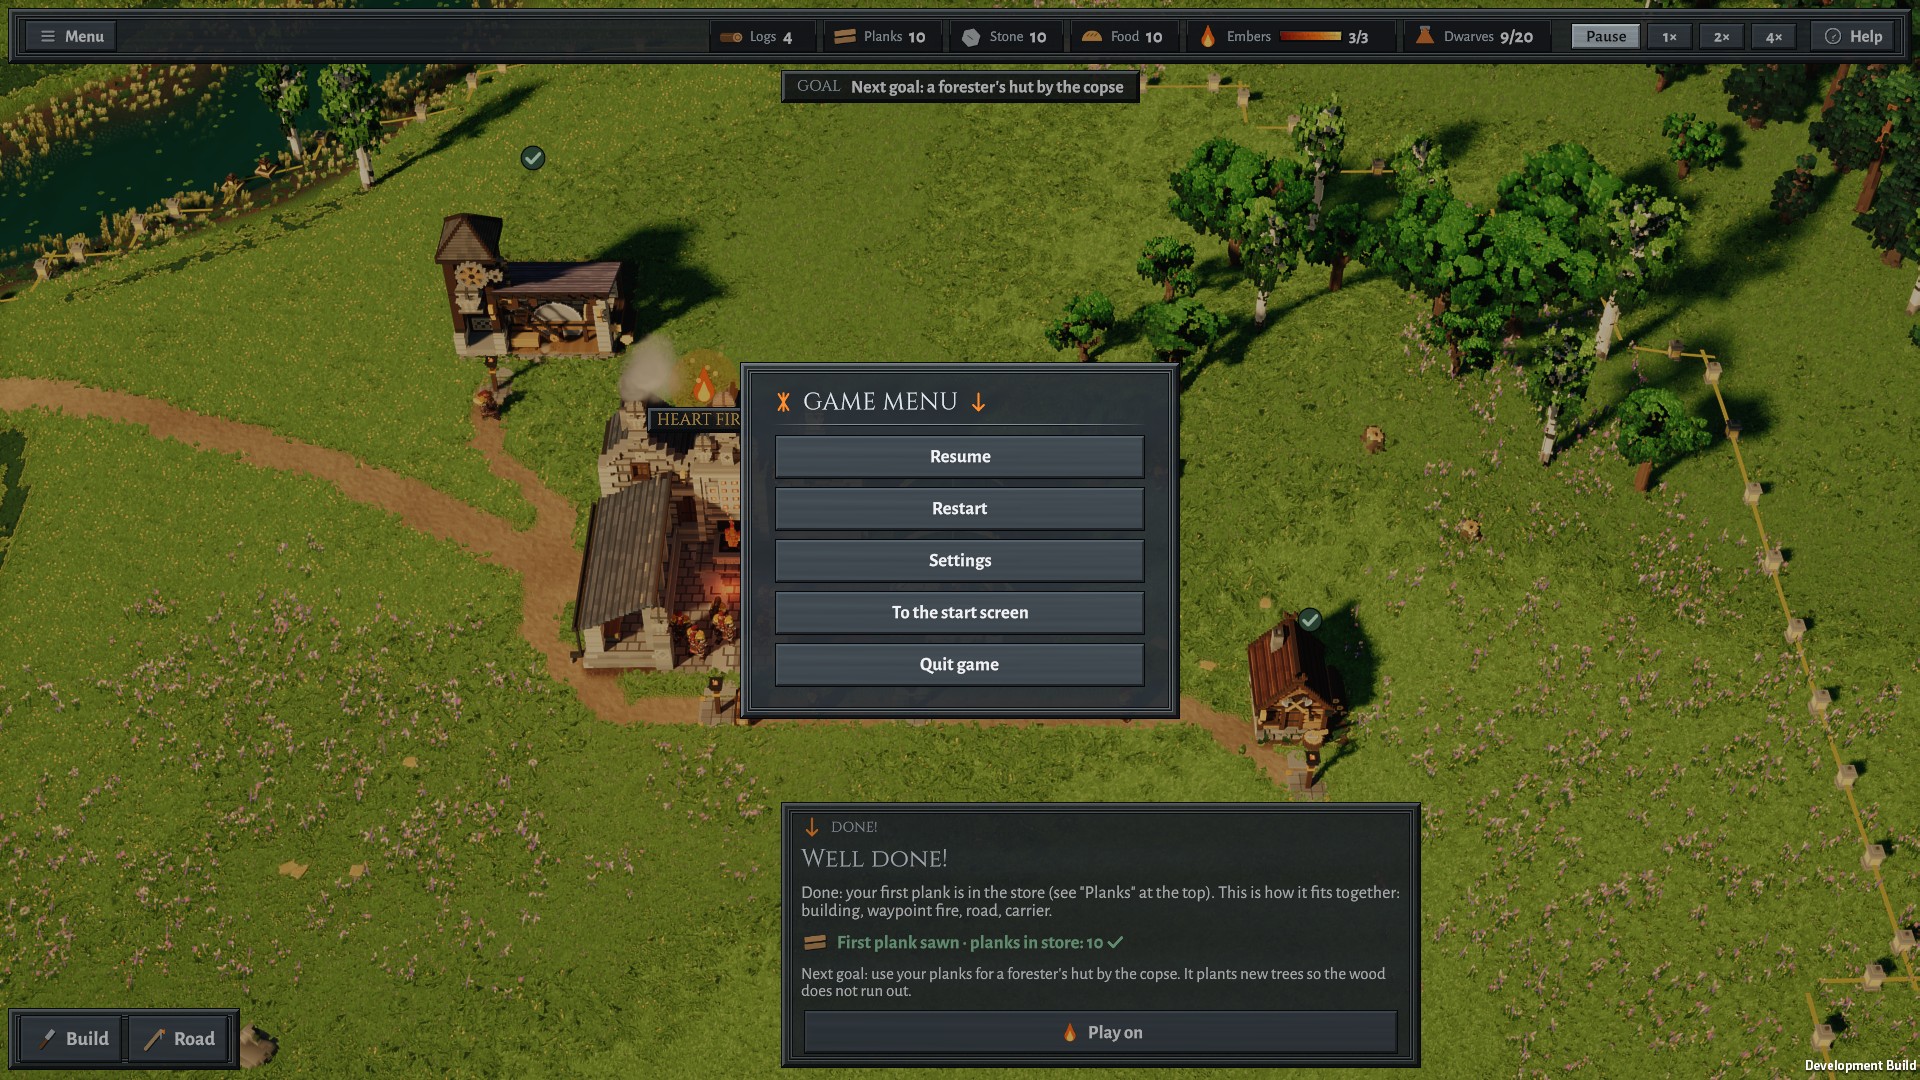 Menu
Logs 4
Planks 10
Stone 10
Food 10
Embers 3/3
Dwarves 9/20
Pause
1×
2×
4×
Help
GOAL Next goal: a forester's hut by the copse
HEART FIR
GAME MENU
Resume
Restart
Settings
To the start screen
Quit game
DONE!
WELL DONE!
Done: your first plank is in the store (see "Planks" at the top). This is how it fits together:
building, waypoint fire, road, carrier.
First plank sawn · planks in store: 10
Next goal: use your planks for a forester's hut by the copse. It plants new trees so the wood
does not run out.
Play on
Build
Road
Development Build